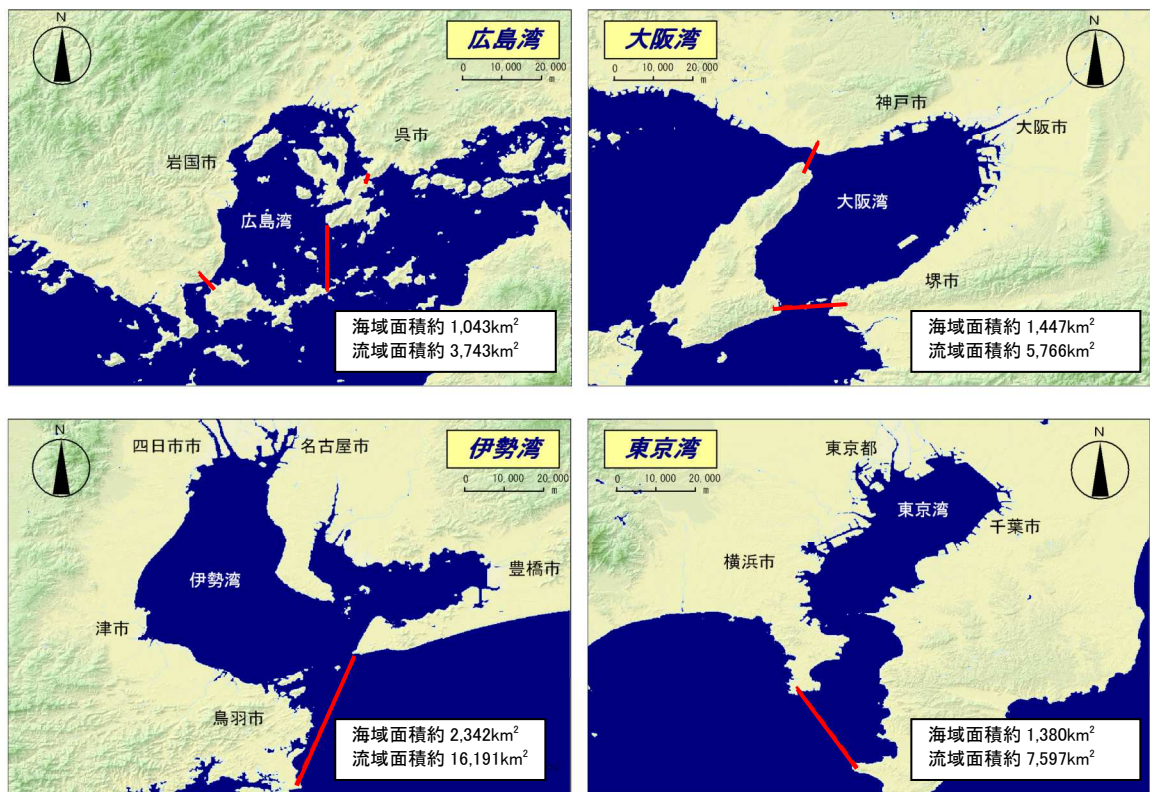 N
広島湾
0 10,000 20,000
m
呉市
岩国市
広島湾
海域面積約 1,043km²
流域面積約 3,743km²
大阪湾
0 10,000 20,000
m
N
神戸市
大阪市
大阪湾
堺市
海域面積約 1,447km²
流域面積約 5,766km²
四日市市
名古屋市
N
伊勢湾
0 10,000 20,000
m
豊橋市
伊勢湾
津市
鳥羽市
海域面積約 2,342km²
流域面積約 16,191km²
東京湾
0 10,000 20,000
m
東京都
N
東京湾
千葉市
横浜市
海域面積約 1,380km²
流域面積約 7,597km²